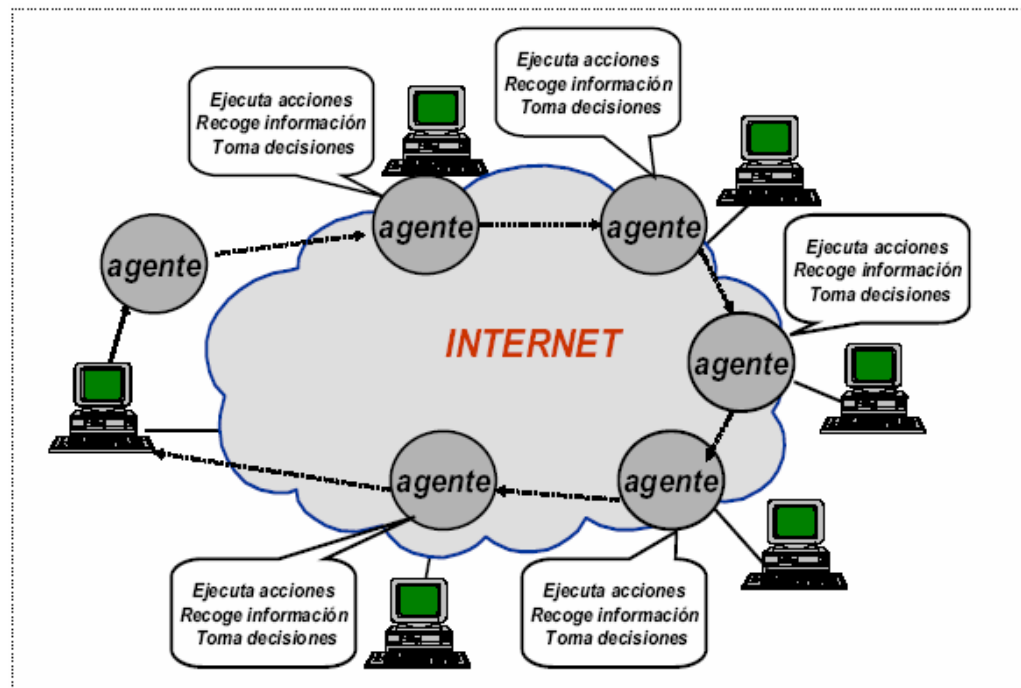 Ejecuta acciones
Recoge información
Toma decisiones
Ejecuta acciones
Recoge información
Toma decisiones
agente
agente
agente
Ejecuta acciones
Recoge información
Toma decisiones
INTERNET
agente
agente
agente
Ejecuta acciones
Recoge información
Toma decisiones
Ejecuta acciones
Recoge información
Toma decisiones